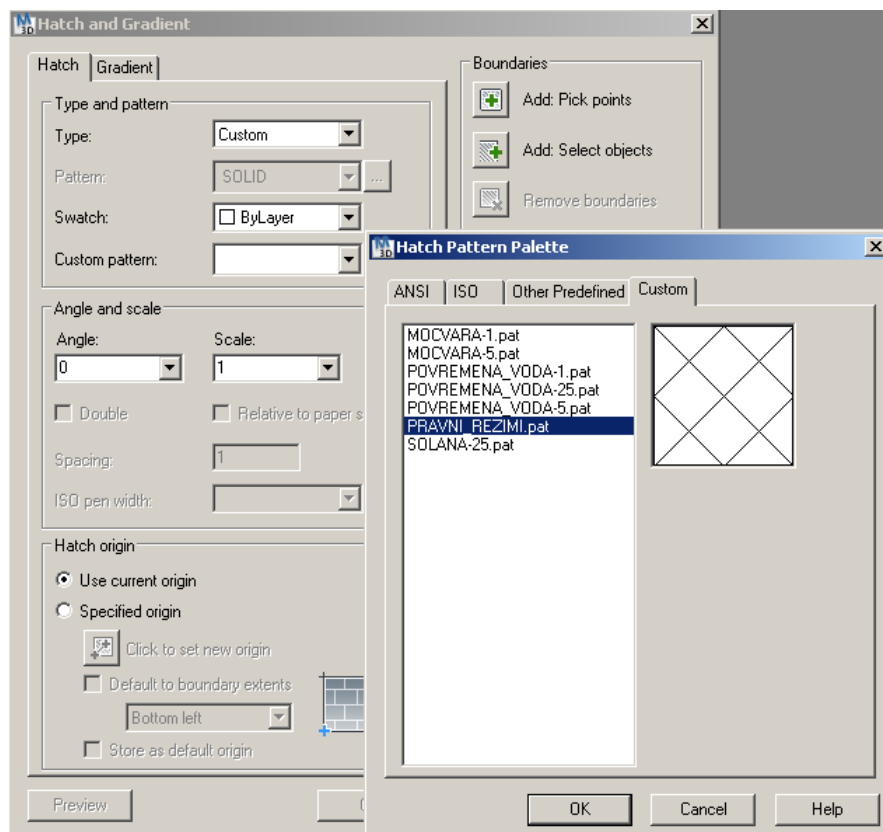 Hatch and Gradient
Hatch
Gradient
Type and pattern
Type:
Custom
Pattern:
SOLID
...
Swatch:
ByLayer
Custom pattern:
Angle and scale
Angle:
Scale:
0
1
Double
Relative to paper s
Spacing:
1
ISO pen width:
Hatch origin
Use current origin
Specified origin
Click to set new origin
Default to boundary extents
Bottom left
Store as default origin
Preview
Boundaries
Add: Pick points
Add: Select objects
Remove boundaries
Hatch Pattern Palette
ANSI
ISO
Other Predefined
Custom
MOCVARA-1.pat
MOCVARA-5.pat
POVREMENA_VODA-1.pat
POVREMENA_VODA-25.pat
POVREMENA_VODA-5.pat
PRAVNI_REZIMI.pat
SOLANA-25.pat
OK
Cancel
Help